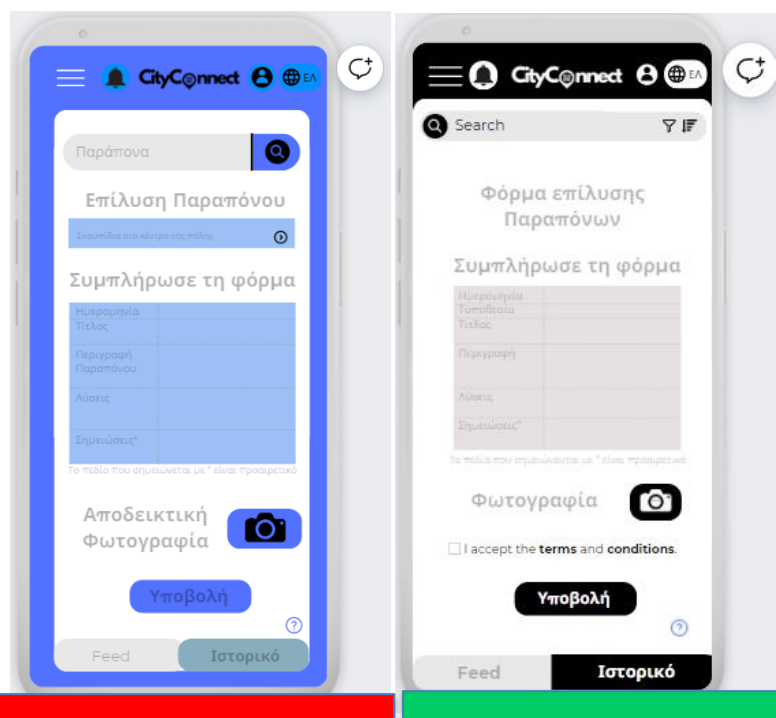 CityConnect
ΕΛ
Παράπονα
Επίλυση Παραπόνου
Σκουπίδια στο κέντρο της πόλης
Συμπλήρωσε τη φόρμα
Ημερομηνία
Τίτλος
Περιγραφή
Παραπόνου
Λύσεις
Σημειώσεις*
Το πεδίο που σημειώνεται με * είναι προαιρετικό
Αποδεικτική
Φωτογραφία
Υποβολή
?
Feed
Ιστορικό
CityConnect
ΕΛ
Search
Φόρμα επίλυσης
Παραπόνων
Συμπλήρωσε τη φόρμα
Ημερομηνία
Τοποθεσία
Τίτλος
Περιγραφή
Λύσεις
Σημειώσεις*
Το πεδίο που σημειώνονται με * είναι προαιρετικά
Φωτογραφία
I accept the terms and conditions.
Υποβολή
?
Feed
Ιστορικό